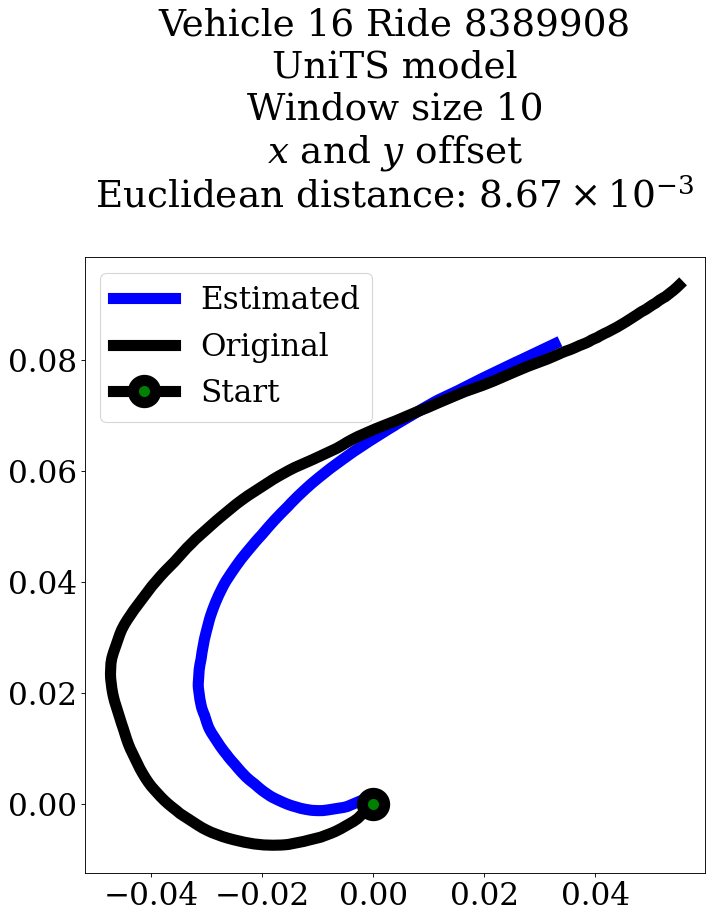 Vehicle 16 Ride 8389908
UniTS model
Window size 10
x and y offset
Euclidean distance: 8.67 × 10⁻³
Estimated
Original
Start
0.08
0.06
0.04
0.02
0.00
−0.04 −0.02 0.00 0.02 0.04